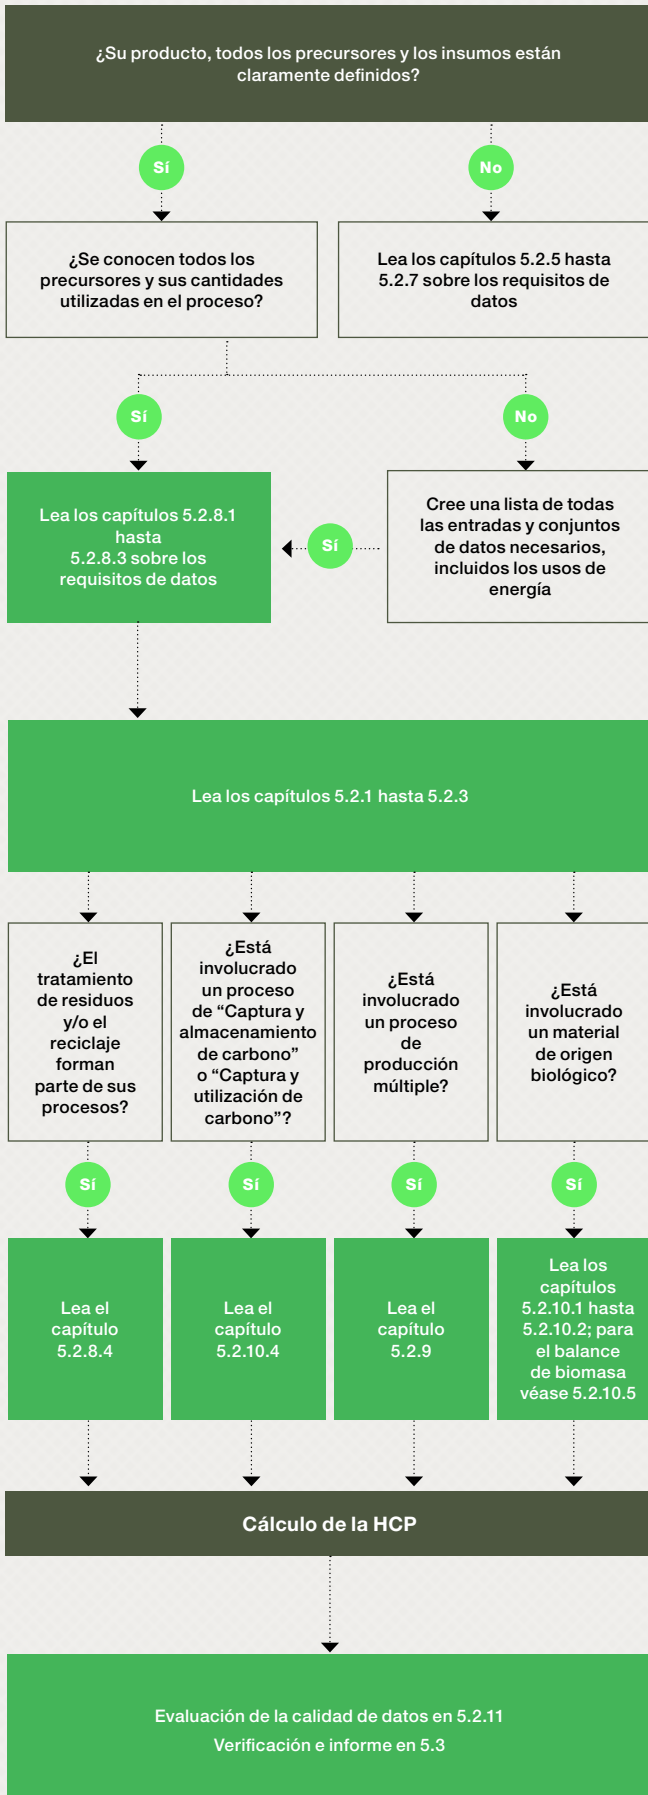 ¿Su producto, todos los precursores y los insumos están
claramente definidos?
Sí
No
¿Se conocen todos los
precursores y sus cantidades
utilizadas en el proceso?
Lea los capítulos 5.2.5 hasta
5.2.7 sobre los requisitos de
datos
Sí
No
Lea los capítulos 5.2.8.1
hasta
5.2.8.3 sobre los
requisitos de datos
Sí
Cree una lista de todas
las entradas y conjuntos
de datos necesarios,
incluidos los usos de
energía
Lea los capítulos 5.2.1 hasta 5.2.3
¿El
tratamiento
de residuos
y/o el
reciclaje
forman
parte de sus
procesos?
¿Está
involucrado
un proceso
de “Captura y
almacenamiento
de carbono”
o “Captura y
utilización de
carbono”?
¿Está
involucrado
un proceso
de
producción
múltiple?
¿Está
involucrado
un material
de origen
biológico?
Sí
Sí
Sí
Sí
Lea el
capítulo
5.2.8.4
Lea el
capítulo
5.2.10.4
Lea el
capítulo
5.2.9
Lea los
capítulos
5.2.10.1 hasta
5.2.10.2; para
el balance
de biomasa
véase 5.2.10.5
Cálculo de la HCP
Evaluación de la calidad de datos en 5.2.11
Verificación e informe en 5.3